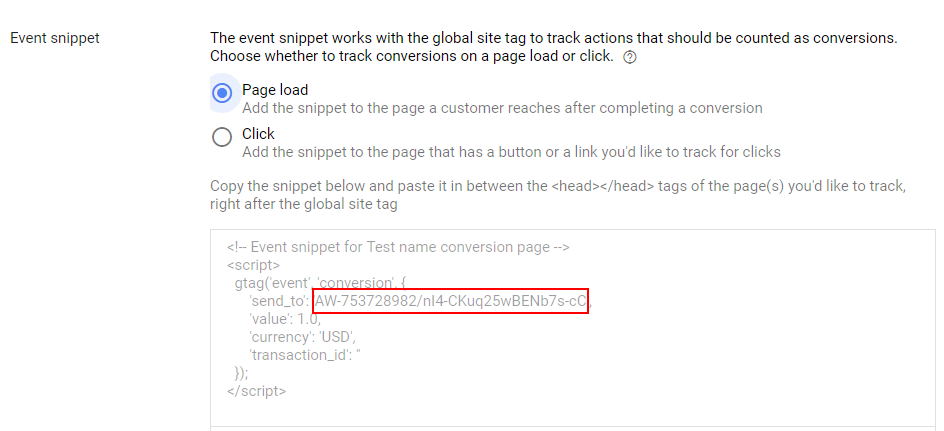 Event snippet
The event snippet works with the global site tag to track actions that should be counted as conversions.
Choose whether to track conversions on a page load or click.
Page load
Add the snippet to the page a customer reaches after completing a conversion
Click
Add the snippet to the page that has a button or a link you'd like to track for clicks
Copy the snippet below and paste it in between the <head></head> tags of the page(s) you'd like to track,
right after the global site tag
<!-- Event snippet for Test name conversion page -->
<script>
gtag('event', 'conversion', {
'send_to': 'AW-753728982/nI4-CKuq25wBENb7s-cC',
'value': 1.0,
'currency': 'USD',
'transaction_id': ''
});
</script>